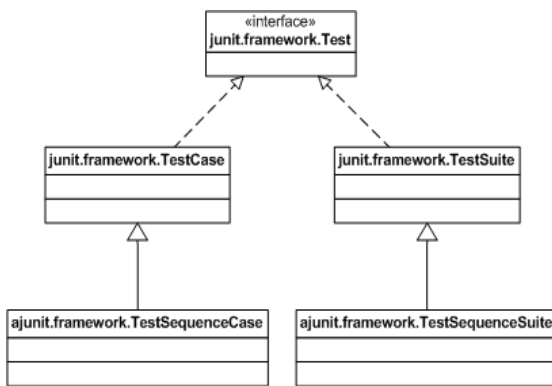 «interface»
junit.framework.Test
junit.framework.TestCase
junit.framework.TestSuite
ajunit.framework.TestSequenceCase
ajunit.framework.TestSequenceSuite